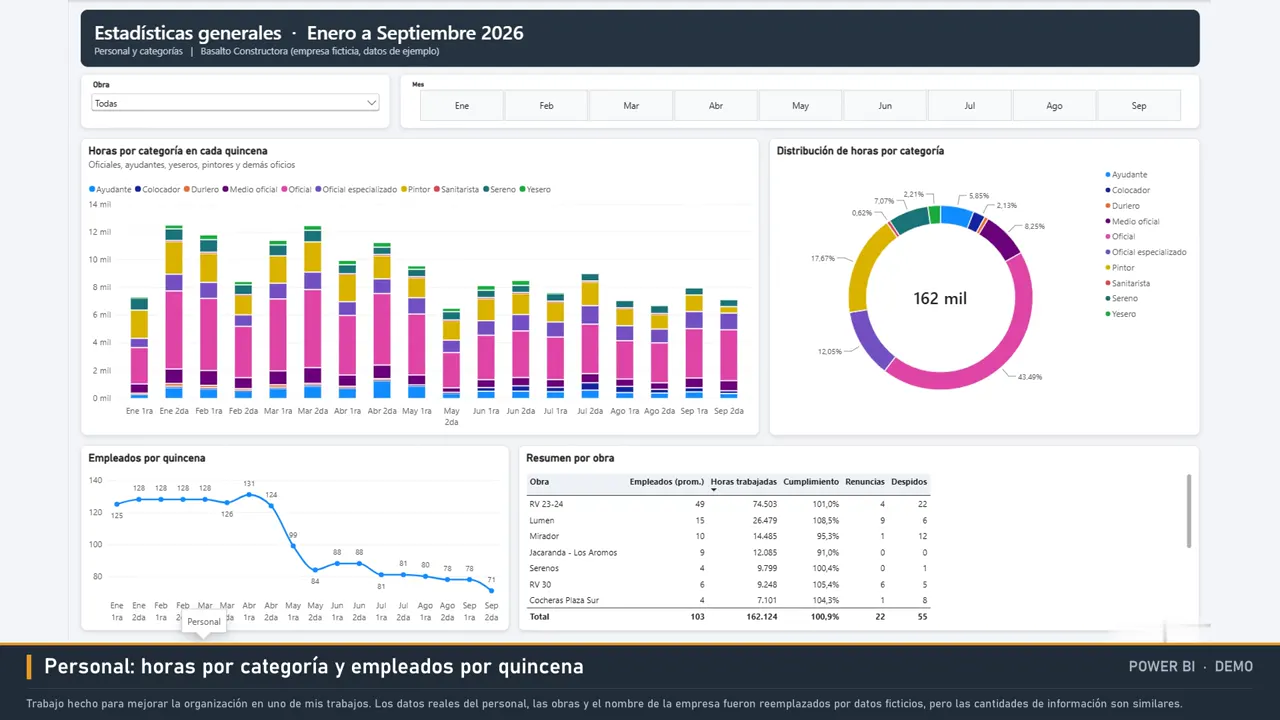 Estadísticas generales · Enero a Septiembre 2026
Personal y categorías | Basalto Constructora (empresa ficticia, datos de ejemplo)
Obra
Todas
Mes
Ene Feb Mar Abr May Jun Jul Ago Sep
Horas por categoría en cada quincena
Oficiales, ayudantes, yeseros, pintores y demás oficios
Ayudante Colocador Durlero Medio oficial Oficial Oficial especializado Pintor Sanitarista Sereno Yesero
14 mil
12 mil
10 mil
8 mil
6 mil
4 mil
2 mil
0 mil
Ene 1ra Ene 2da Feb 1ra Feb 2da Mar 1ra Mar 2da Abr 1ra Abr 2da May 1ra May 2da Jun 1ra Jun 2da Jul 1ra Jul 2da Ago 1ra Ago 2da Sep 1ra Sep 2da
Distribución de horas por categoría
5,85%
2,13%
8,25%
43,49%
12,05%
17,67%
0,62%
7,07%
2,21%
162 mil
Ayudante
Colocador
Durlero
Medio oficial
Oficial
Oficial especializado
Pintor
Sanitarista
Sereno
Yesero
Empleados por quincena
140
120
100
80
125 128 128 128 128 126 131 124 99 84 88 88 81 81 80 78 78 71
Ene Ene Feb Feb Mar Mar Abr Abr May May Jun Jun Jul Jul Ago Ago Sep Sep
1ra 2da 1ra 2da 1ra 2da 1ra 2da 1ra 2da 1ra 2da 1ra 2da 1ra 2da
Personal
Resumen por obra
Obra Empleados (prom.) Horas trabajadas Cumplimiento Renuncias Despidos
RV 23-24 49 74.503 101,0% 4 22
Lumen 15 26.479 108,5% 9 6
Mirador 10 14.485 95,3% 1 12
Jacaranda - Los Aromos 9 12.085 91,0% 0 0
Serenos 4 9.799 100,4% 0 1
RV 30 6 9.248 105,4% 6 5
Cocheras Plaza Sur 4 7.101 104,3% 1 8
Total 103 162.124 100,9% 22 55
Personal: horas por categoría y empleados por quincena
POWER BI · DEMO
Trabajo hecho para mejorar la organización en uno de mis trabajos. Los datos reales del personal, las obras y el nombre de la empresa fueron reemplazados por datos ficticios, pero las cantidades de información son similares.